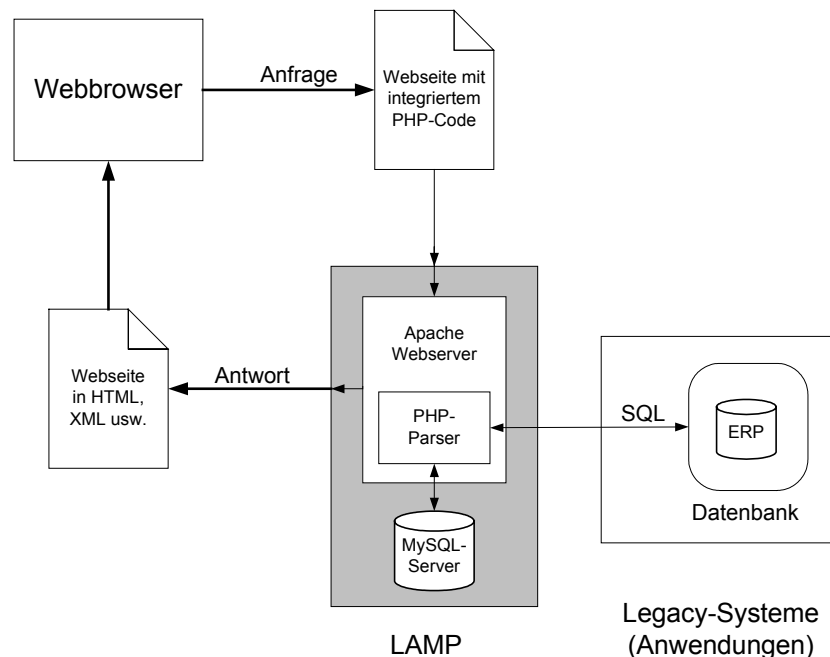 Webbrowser
Anfrage
Webseite mit
integriertem
PHP-Code
Apache
Webserver
Webseite
in HTML,
XML usw.
Antwort
PHP-
Parser
SQL
ERP
Datenbank
MySQL-
Server
LAMP
Legacy-Systeme
(Anwendungen)